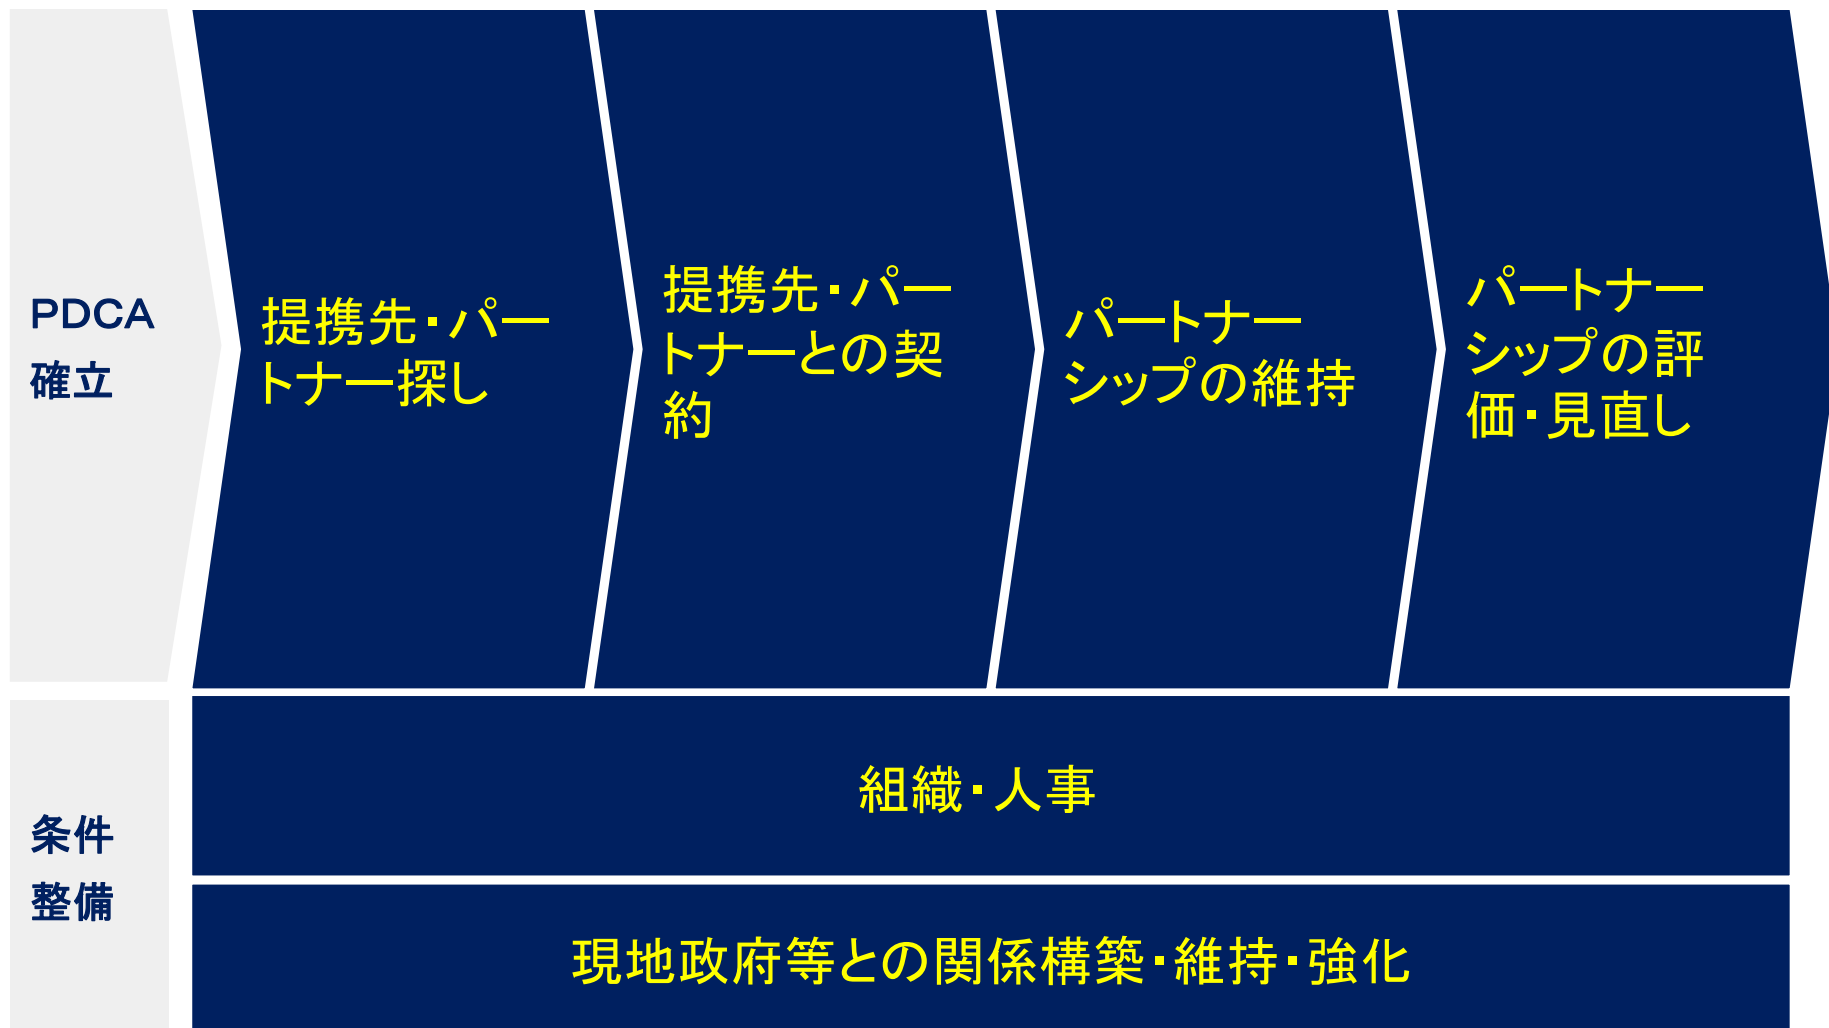 PDCA
確立
提携先・パー
トナー探し
提携先・パー
トナーとの契
約
パートナー
シップの維持
パートナー
シップの評
価・見直し
条件
整備
組織・人事
現地政府等との関係構築・維持・強化